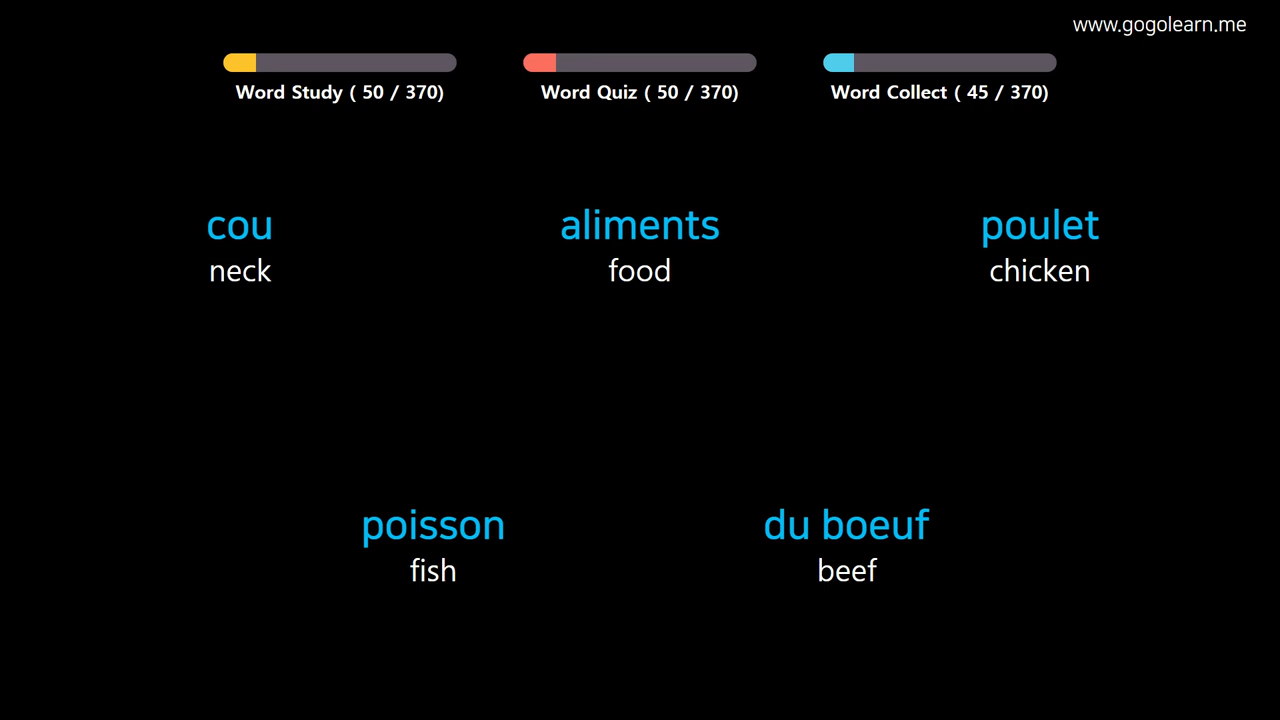 www.gogolearn.me
Word Study ( 50 / 370)
Word Quiz ( 50 / 370)
Word Collect ( 45 / 370)
cou
neck
aliments
food
poulet
chicken
poisson
fish
du boeuf
beef